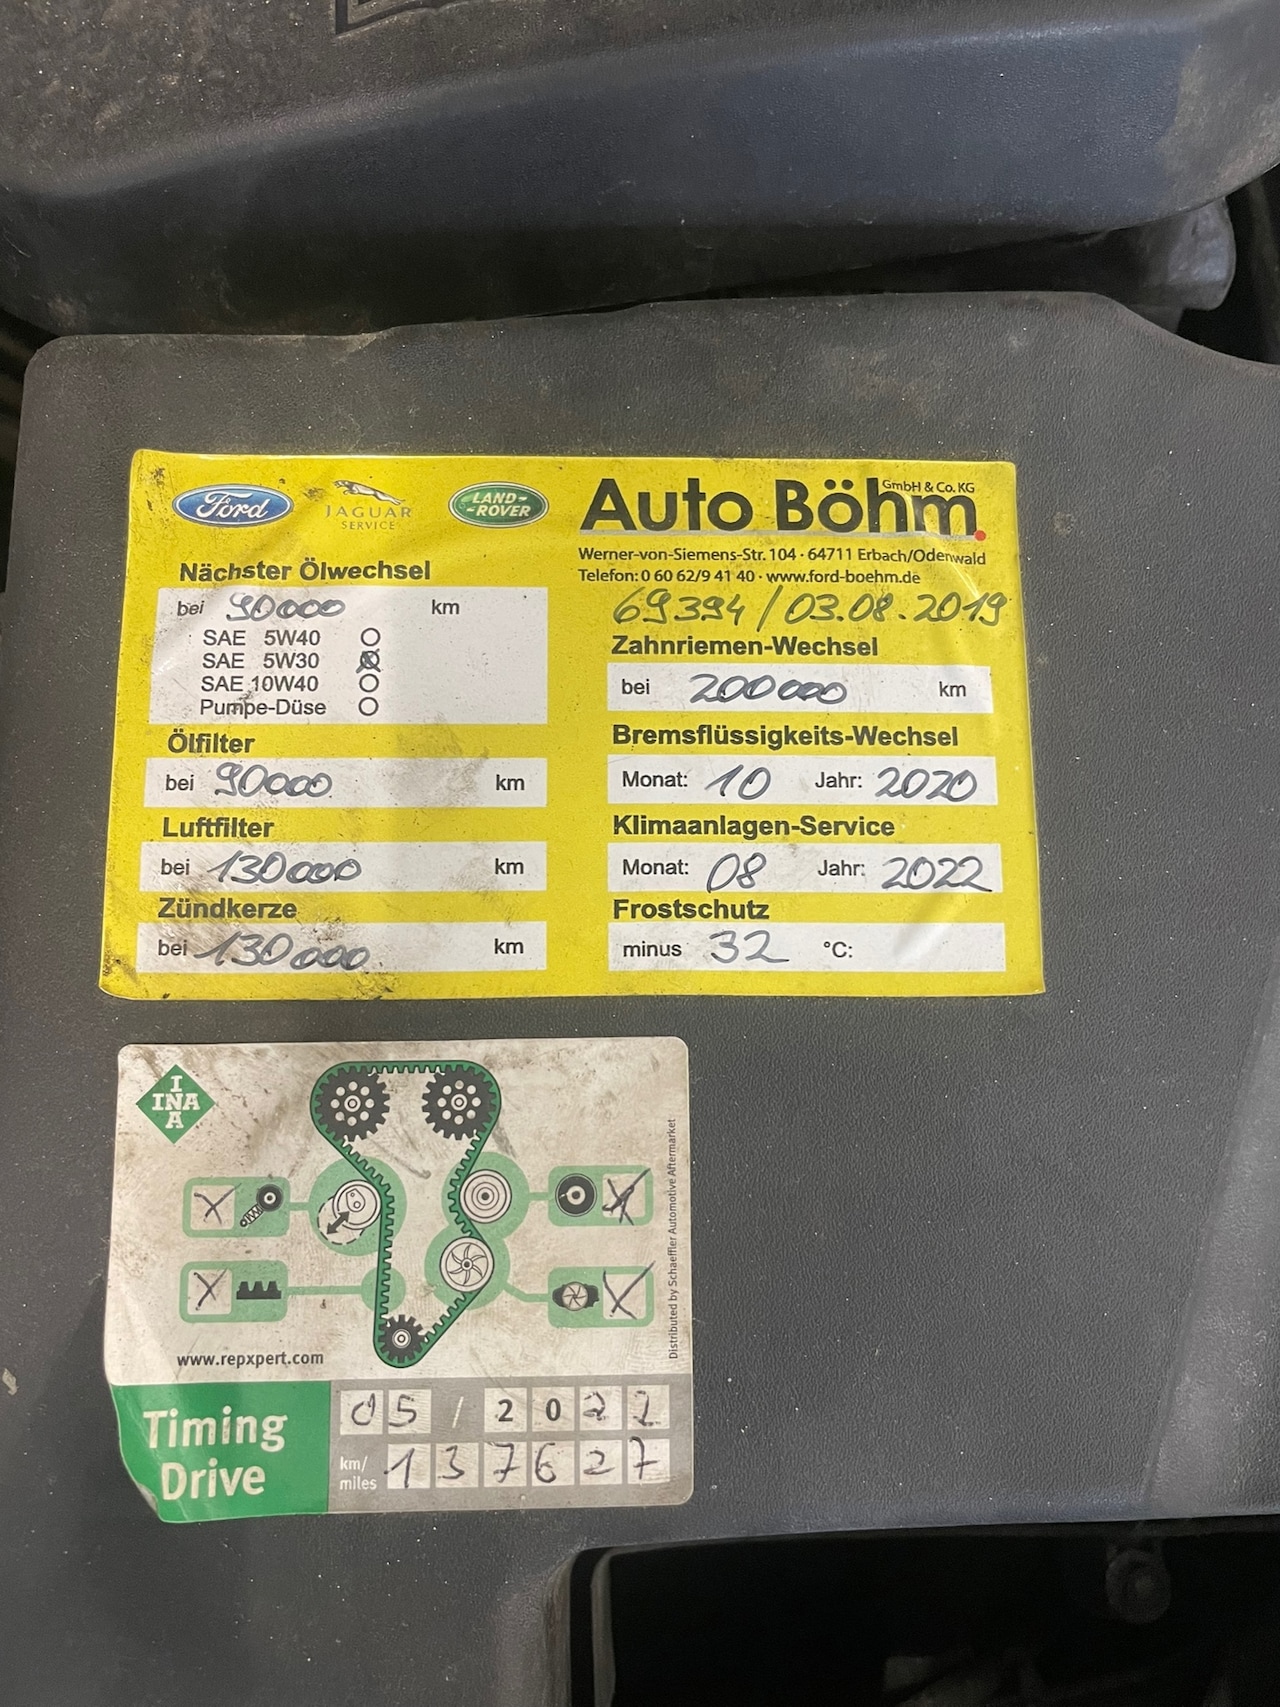 Ford
JAGUAR
SERVICE
LAND-
-ROVER
Auto Böhm
GmbH & Co. KG
Werner-von-Siemens-Str. 104 · 64711 Erbach/Odenwald
Telefon: 0 60 62/9 41 40 · www.ford-boehm.de
69394 / 03.08.2019
Nächster Ölwechsel
bei 90000 km
SAE 5W40
SAE 5W30
SAE 10W40
Pumpe-Düse
Ölfilter
bei 90000 km
Luftfilter
bei 130000 km
Zündkerze
bei 130000 km
Zahnriemen-Wechsel
bei 200000 km
Bremsflüssigkeits-Wechsel
Monat: 10 Jahr: 2020
Klimaanlagen-Service
Monat: 08 Jahr: 2022
Frostschutz
minus 32 °C:
I
INA
A
www.repxpert.com
Distributed by Schaeffler Automotive Aftermarket
Timing
Drive
05 / 2022
km/
miles
137627